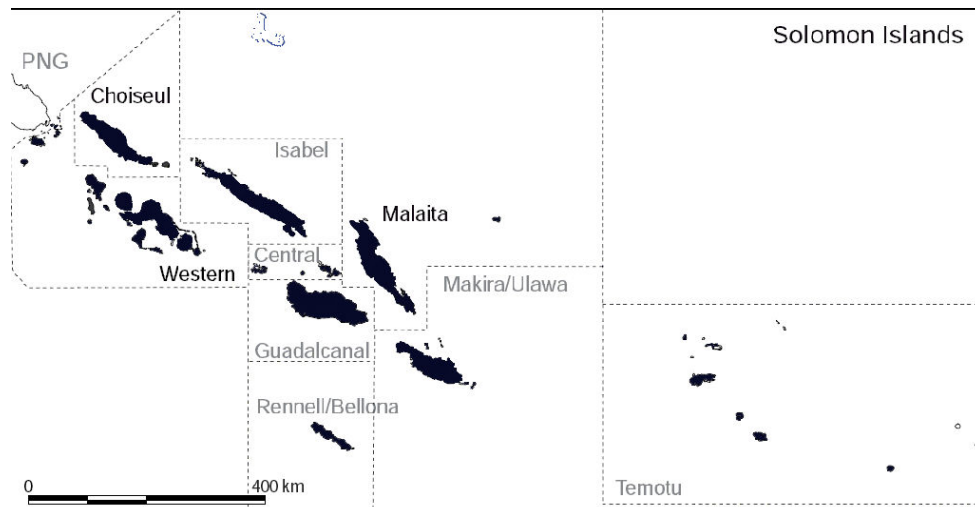 Solomon Islands
PNG
Choiseul
Isabel
Malaita
Central
Western
Makira/Ulawa
Guadalcanal
Rennell/Bellona
0 400 km
Temotu